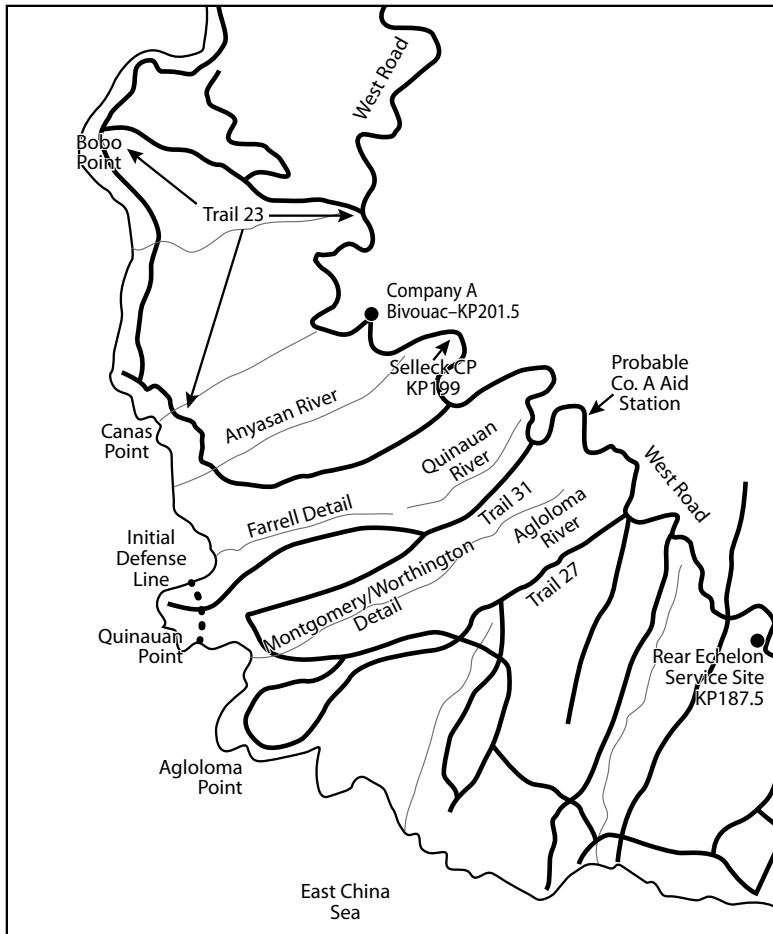 West Road
Bobo
Point
Trail 23
Company A
Bivouac–KP201.5
Selleck CP
KP199
Probable
Co. A Aid
Station
Anyasan River
Canas
Point
Quinauan
River
West Road
Farrell Detail
Trail 31
Agloloma
River
Initial
Defense
Line
Montgomery/Worthington
Detail
Trail 27
Quinauan
Point
Rear Echelon
Service Site
KP187.5
Agloloma
Point
East China
Sea